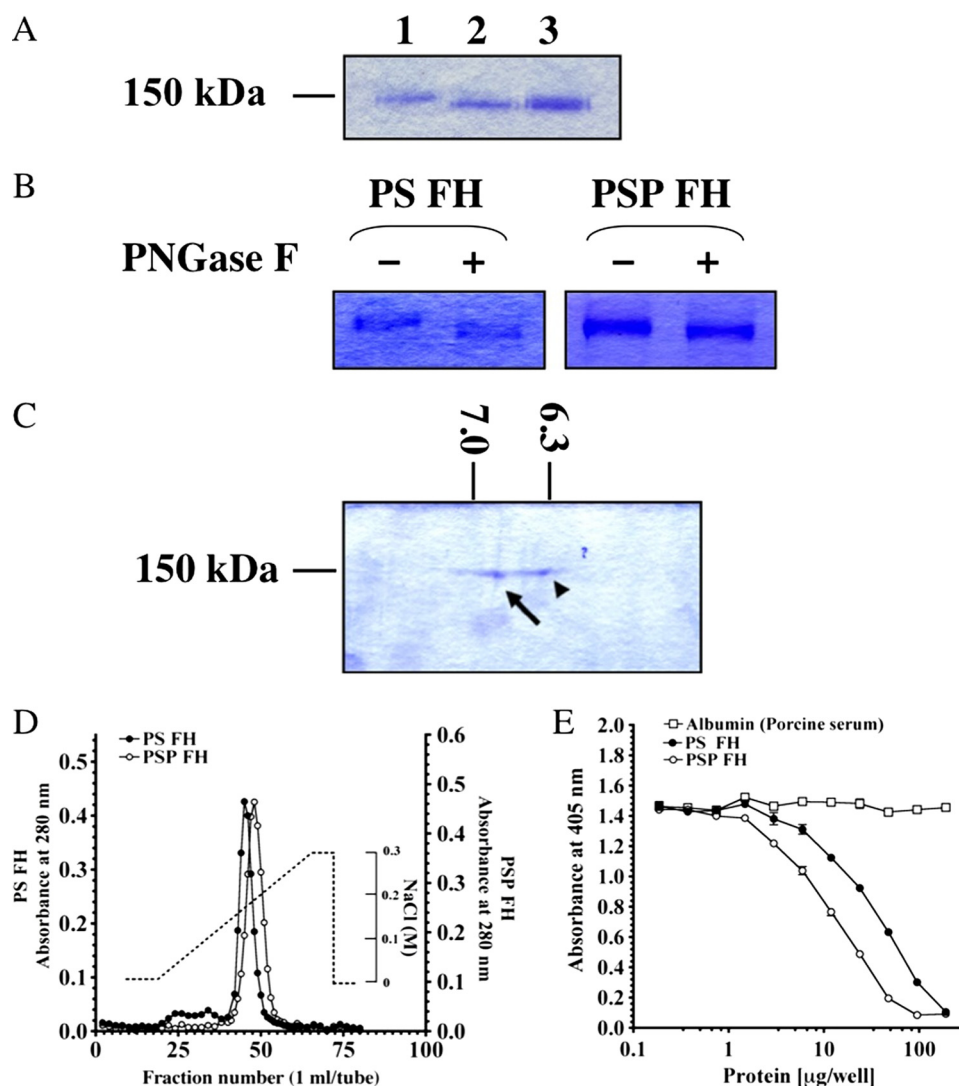 A
1 2 3
150 kDa
B
PS FH PSP FH
PNGase F − + − +
C
7.0 6.3
150 kDa
?
D
PS FH
PSP FH
PS FH
Absorbance at 280 nm
0.5
0.4
0.3
0.2
0.1
0.0
0.3
0.2
0.1
0
NaCl (M)
0.6
0.5
0.4
0.3
0.2
0.1
0.0
PSP FH
Absorbance at 280 nm
0 25 50 75 100
Fraction number (1 ml/tube)
E
Albumin (Porcine serum)
PS FH
PSP FH
Absorbance at 405 nm
2.0
1.8
1.6
1.4
1.2
1.0
0.8
0.6
0.4
0.2
0.0
0.1 1 10 100
Protein [μg/well]